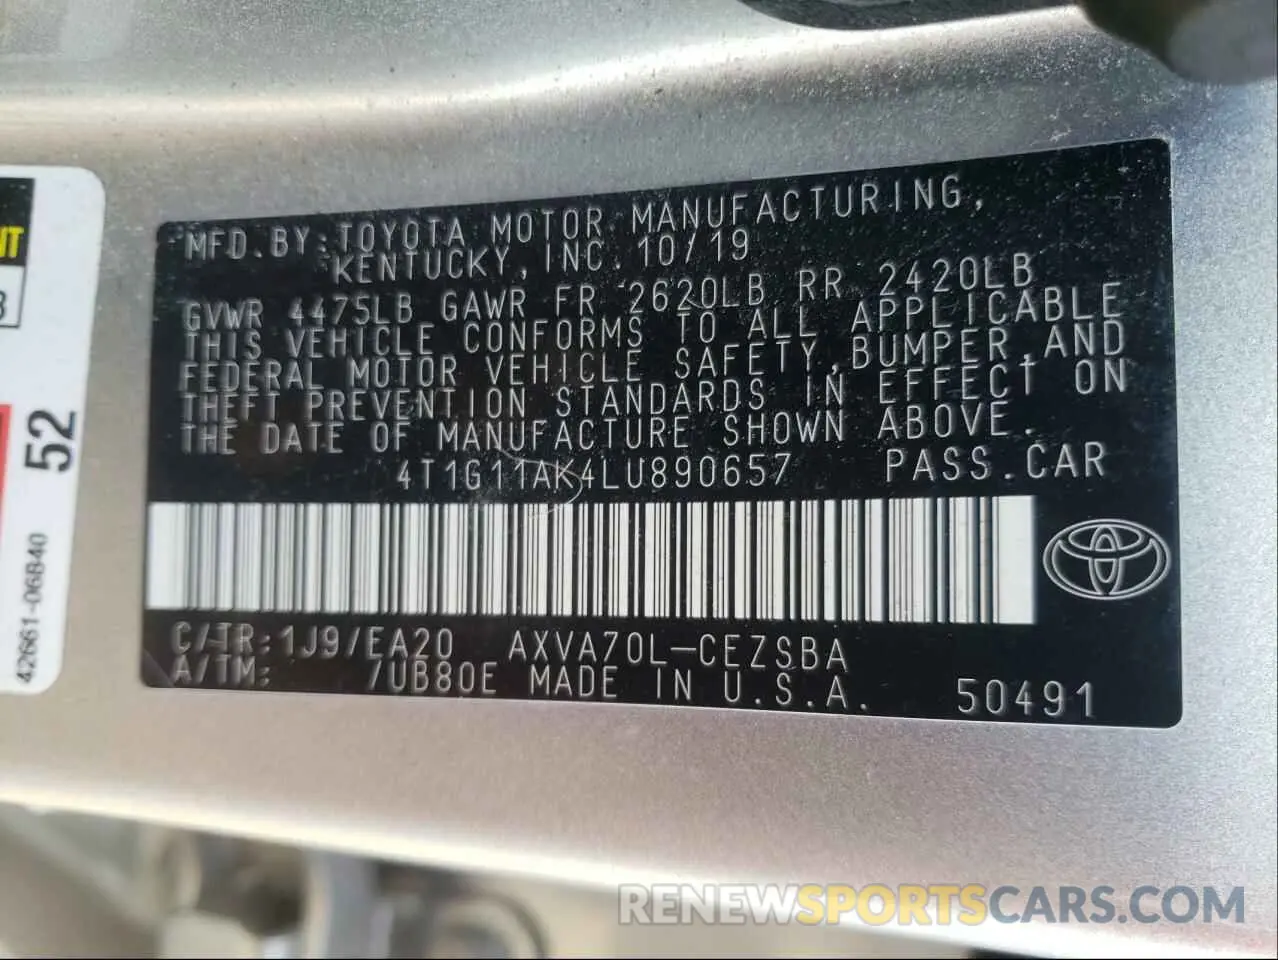 MFD.BY:TOYOTA MOTOR MANUFACTURING,
KENTUCKY, INC. 10/19
GVWR 4475LB GAWR FR 2620LB RR 2420LB
THIS VEHICLE CONFORMS TO ALL APPLICABLE
FEDERAL MOTOR VEHICLE SAFETY,BUMPER,AND
THEFT PREVENTION STANDARDS IN EFFECT ON
THE DATE OF MANUFACTURE SHOWN ABOVE.
4T1G11AK4LU890657 PASS.CAR
C/TR:1J9/EA20 AXVA70L-CEZSBA
A/TM: /UB80E MADE IN U.S.A. 50491
52
42661-06B40
RENEWSPORTSCARS.COM